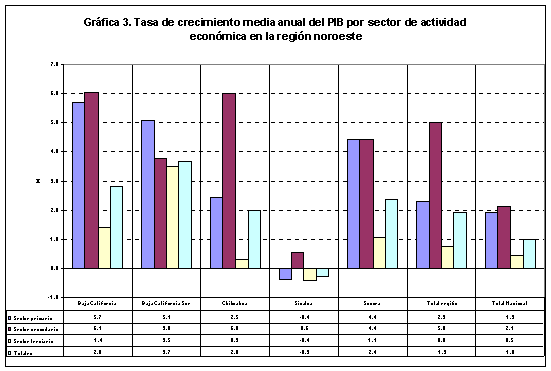 Gráfica 3. Tasa de crecimiento media anual del PIB por sector de actividad
económica en la región noroeste
7.0
6.0
5.0
4.0
%
3.0
2.0
1.0
0.0
-1.0
Baja California Baja California Sur Chihuahua Sinaloa Sonora Total región Total Nacional
Sector primario 5.7 5.1 2.5 -0.4 4.4 2.3 1.9
Sector secundario 6.1 3.8 6.0 0.6 4.4 5.0 2.1
Sector terciario 1.4 3.5 0.3 -0.4 1.1 0.8 0.5
Totales 2.8 3.7 2.0 -0.3 2.4 1.9 1.0